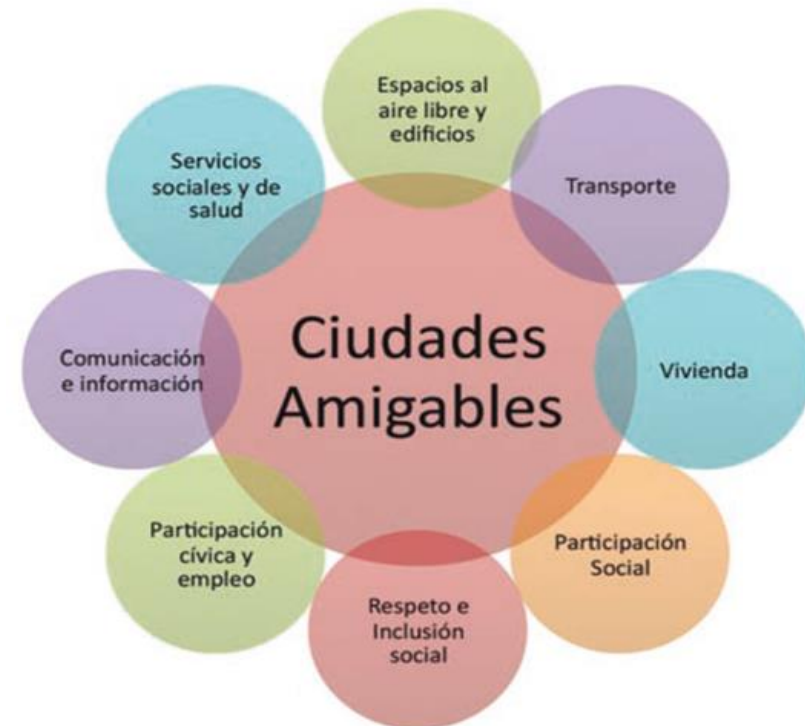 Espacios al
aire libre y
edificios
Transporte
Vivienda
Participación
Social
Respeto e
Inclusión
social
Participación
cívica y
empleo
Comunicación
e información
Servicios
sociales y de
salud
Ciudades
Amigables